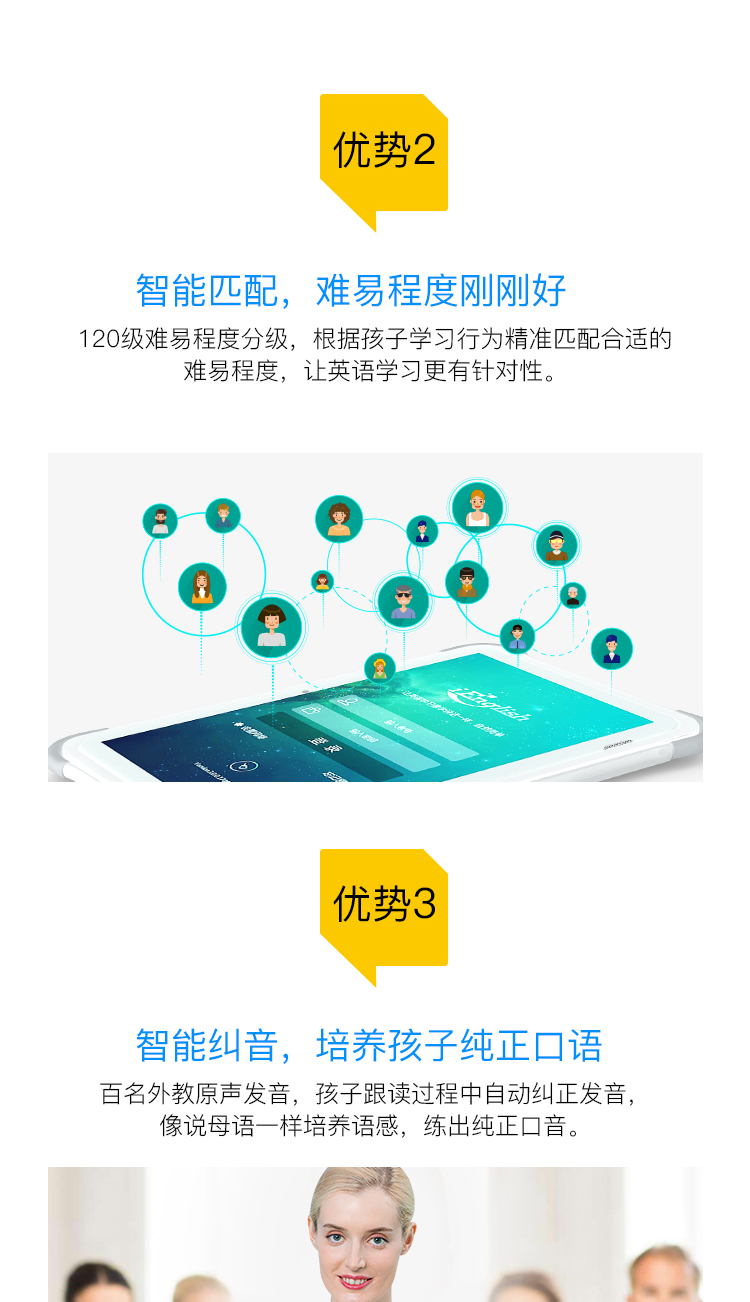 优势2
智能匹配，难易程度刚刚好
120级难易程度分级，根据孩子学习行为精准匹配合适的
难易程度，让英语学习更有针对性。
English
登录
优势3
智能纠音，培养孩子纯正口语
百名外教原声发音，孩子跟读过程中自动纠正发音，
像说母语一样培养语感，练出纯正口音。